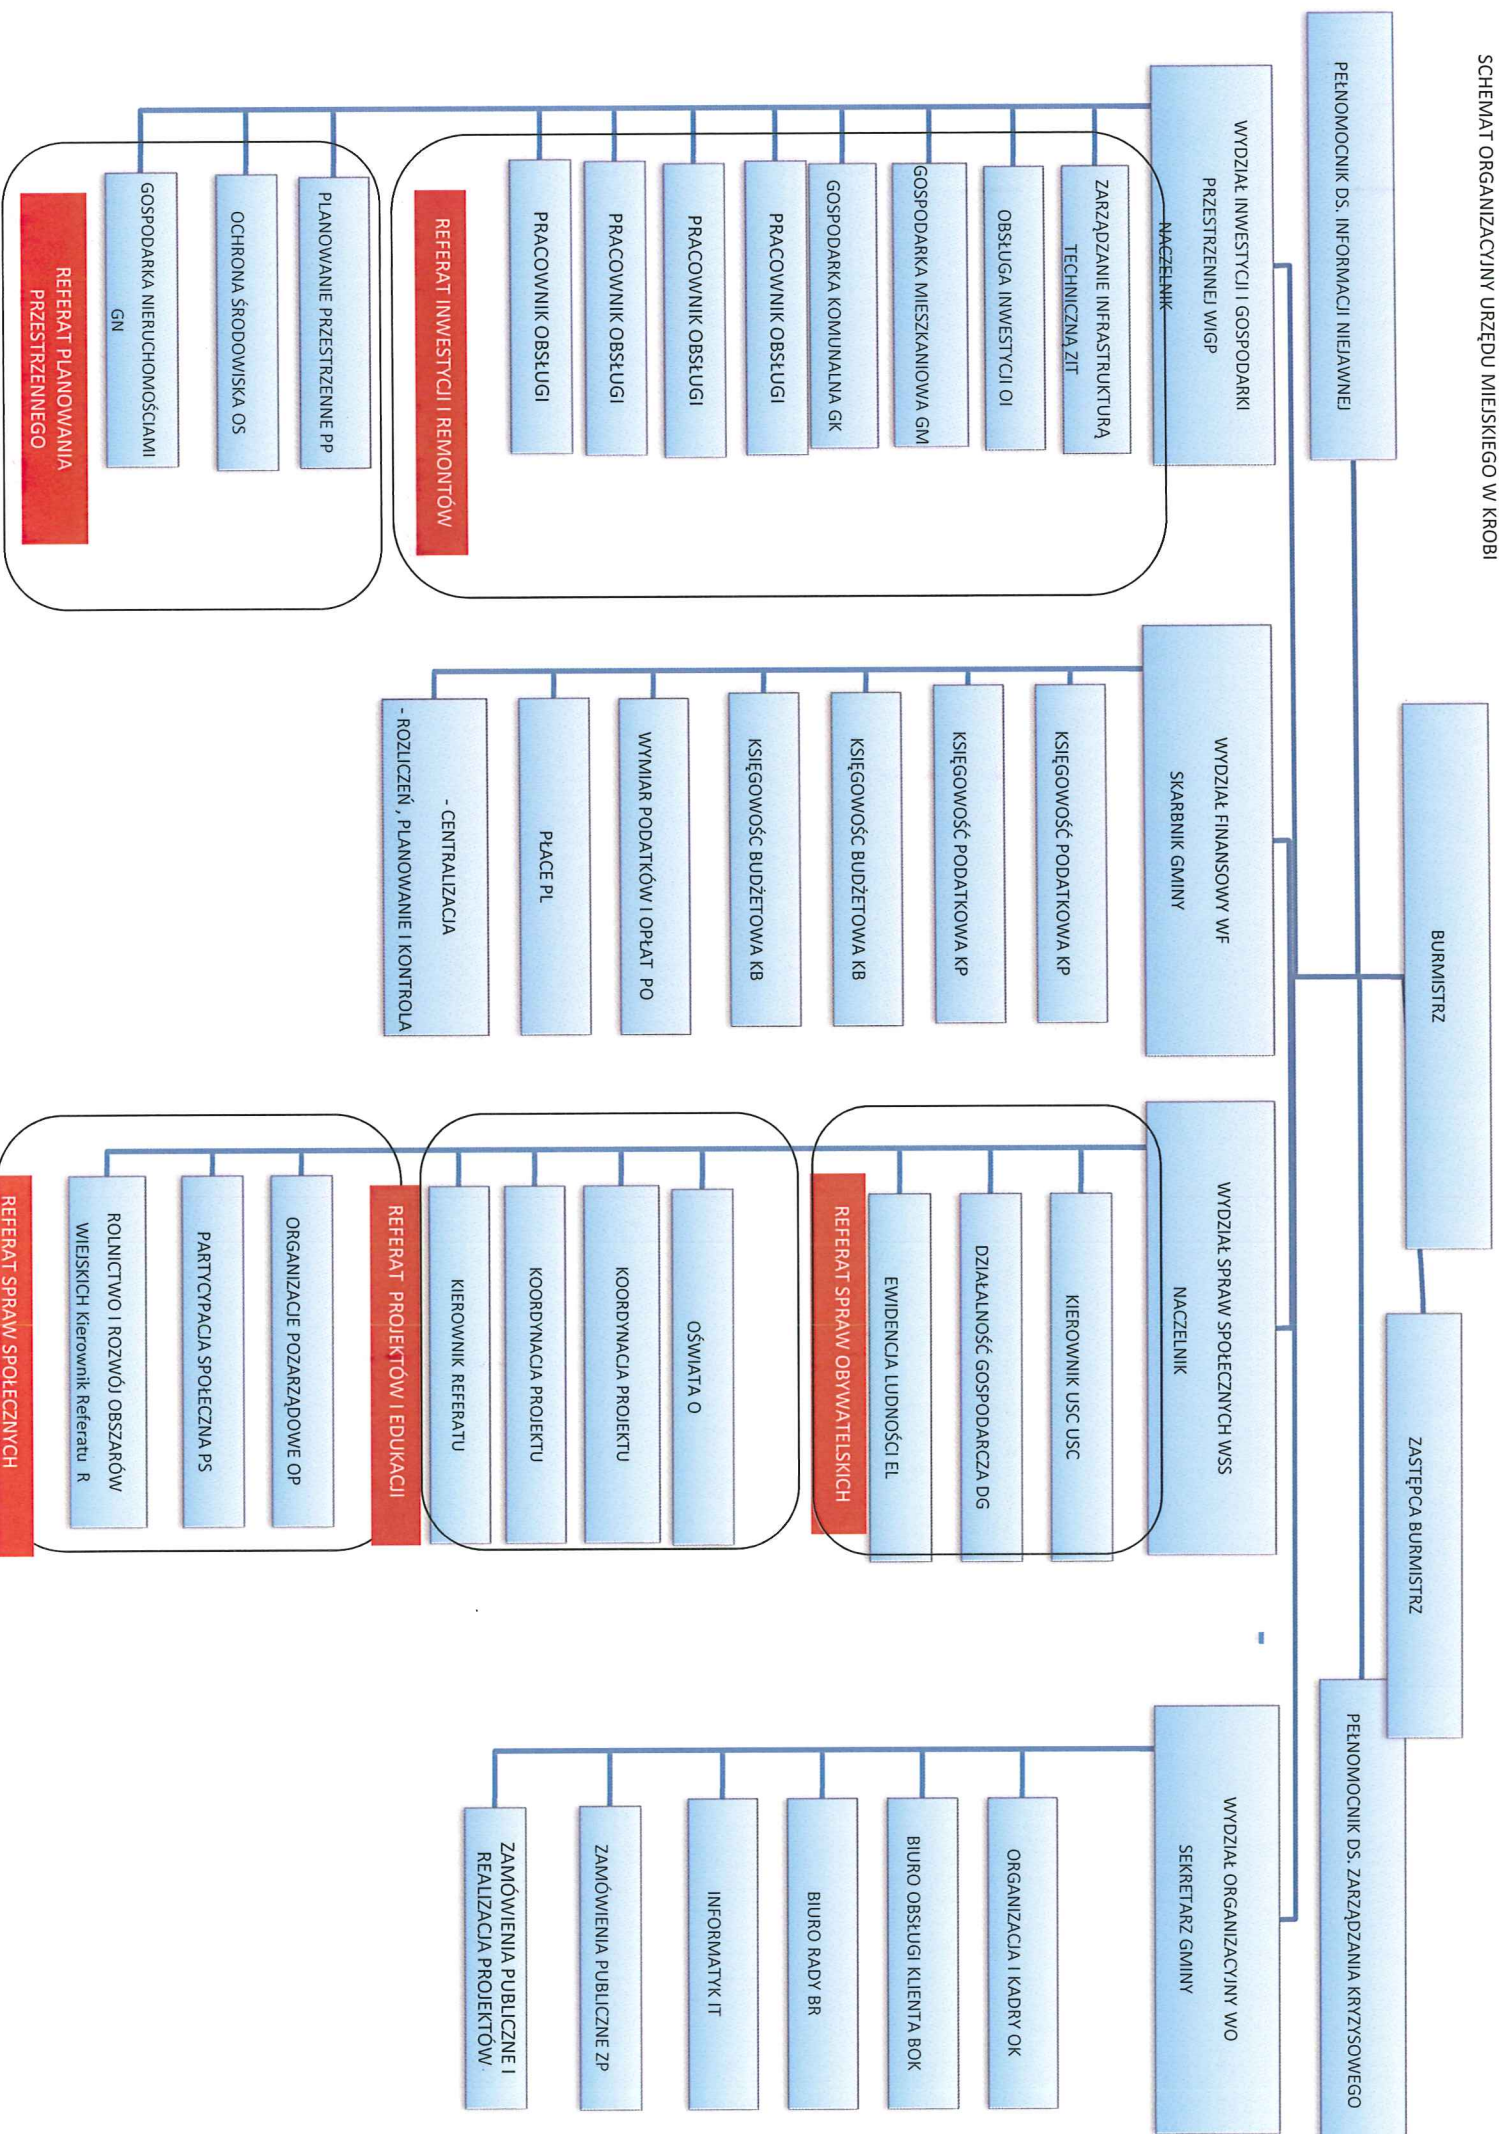 SCHEMAT ORGANIZACYJNY URZĘDU MIEJSKIEGO W KROBI
BURMISTRZ
ZASTĘPCA BURMISTRZ
PEŁNOMOCNIK DS. INFORMACJI NIEJAWNEJ
PEŁNOMOCNIK DS. ZARZĄDZANIA KRYZYSOWEGO
WYDZIAŁ INWESTYCJI I GOSPODARKI
PRZESTRZENNEJ WIGP
NACZELNIK
ZARZĄDZANIE INFRASTRUKTURĄ
TECHNICZNĄ ZIT
OBSŁUGA INWESTYCJI OI
GOSPODARKA MIESZKANIOWA GM
GOSPODARKA KOMUNALNA GK
PRACOWNIK OBSŁUGI
PRACOWNIK OBSŁUGI
PRACOWNIK OBSŁUGI
PRACOWNIK OBSŁUGI
REFERAT INWESTYCJI I REMONTÓW
PLANOWANIE PRZESTRZENNE PP
OCHRONA ŚRODOWISKA OS
GOSPODARKA NIERUCHOMOŚCIAMI
GN
REFERAT PLANOWANIA
PRZESTRZENNEGO
WYDZIAŁ FINANSOWY WF
SKARBNIK GMINY
KSIĘGOWOŚĆ PODATKOWA KP
KSIĘGOWOŚĆ PODATKOWA KP
KSIĘGOWOŚC BUDŻETOWA KB
KSIĘGOWOŚC BUDŻETOWA KB
WYMIAR PODATKÓW I OPŁAT PO
PŁACE PL
- CENTRALIZACJA
- ROZLICZEŃ , PLANOWANIE I KONTROLA
WYDZIAŁ SPRAW SPOŁECZNYCH WSS
NACZELNIK
KIEROWNIK USC USC
DZIAŁALNOŚĆ GOSPODARCZA DG
EWIDENCJA LUDNOŚCI EL
REFERAT SPRAW OBYWATELSKICH
OŚWIATA O
KOORDYNACJA PROJEKTU
KOORDYNACJA PROJEKTU
KIEROWNIK REFERATU
REFERAT PROJEKTÓW I EDUKACJI
ORGANIZACJE POZARZĄDOWE OP
PARTYCYPACJA SPOŁECZNA PS
ROLNICTWO I ROZWÓJ OBSZARÓW
WIEJSKICH Kierownik Referatu R
REFERAT SPRAW SPOŁECZNYCH
WYDZIAŁ ORGANIZACYJNY WO
SEKRETARZ GMINY
ORGANIZACJA I KADRY OK
BIURO OBSŁUGI KLIENTA BOK
BIURO RADY BR
INFORMATYK IT
ZAMÓWIENIA PUBLICZNE ZP
ZAMÓWIENIA PUBLICZNE I
REALIZACJA PROJEKTÓW